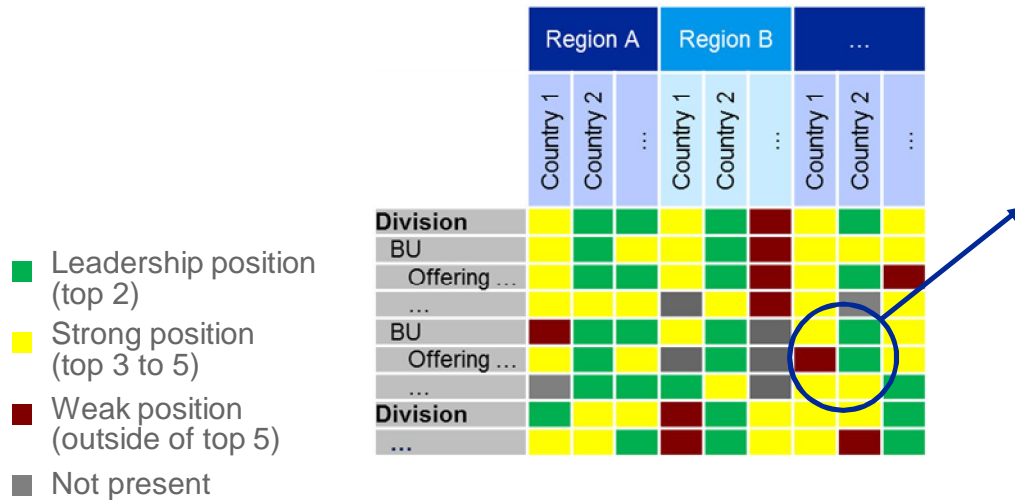 Region A Region B ...
Country 1 Country 2 ... Country 1 Country 2 ... Country 1 Country 2 ...
Division
BU
Offering ...
...
BU
Offering ...
...
Division
...
Leadership position
(top 2)
Strong position
(top 3 to 5)
Weak position
(outside of top 5)
Not present